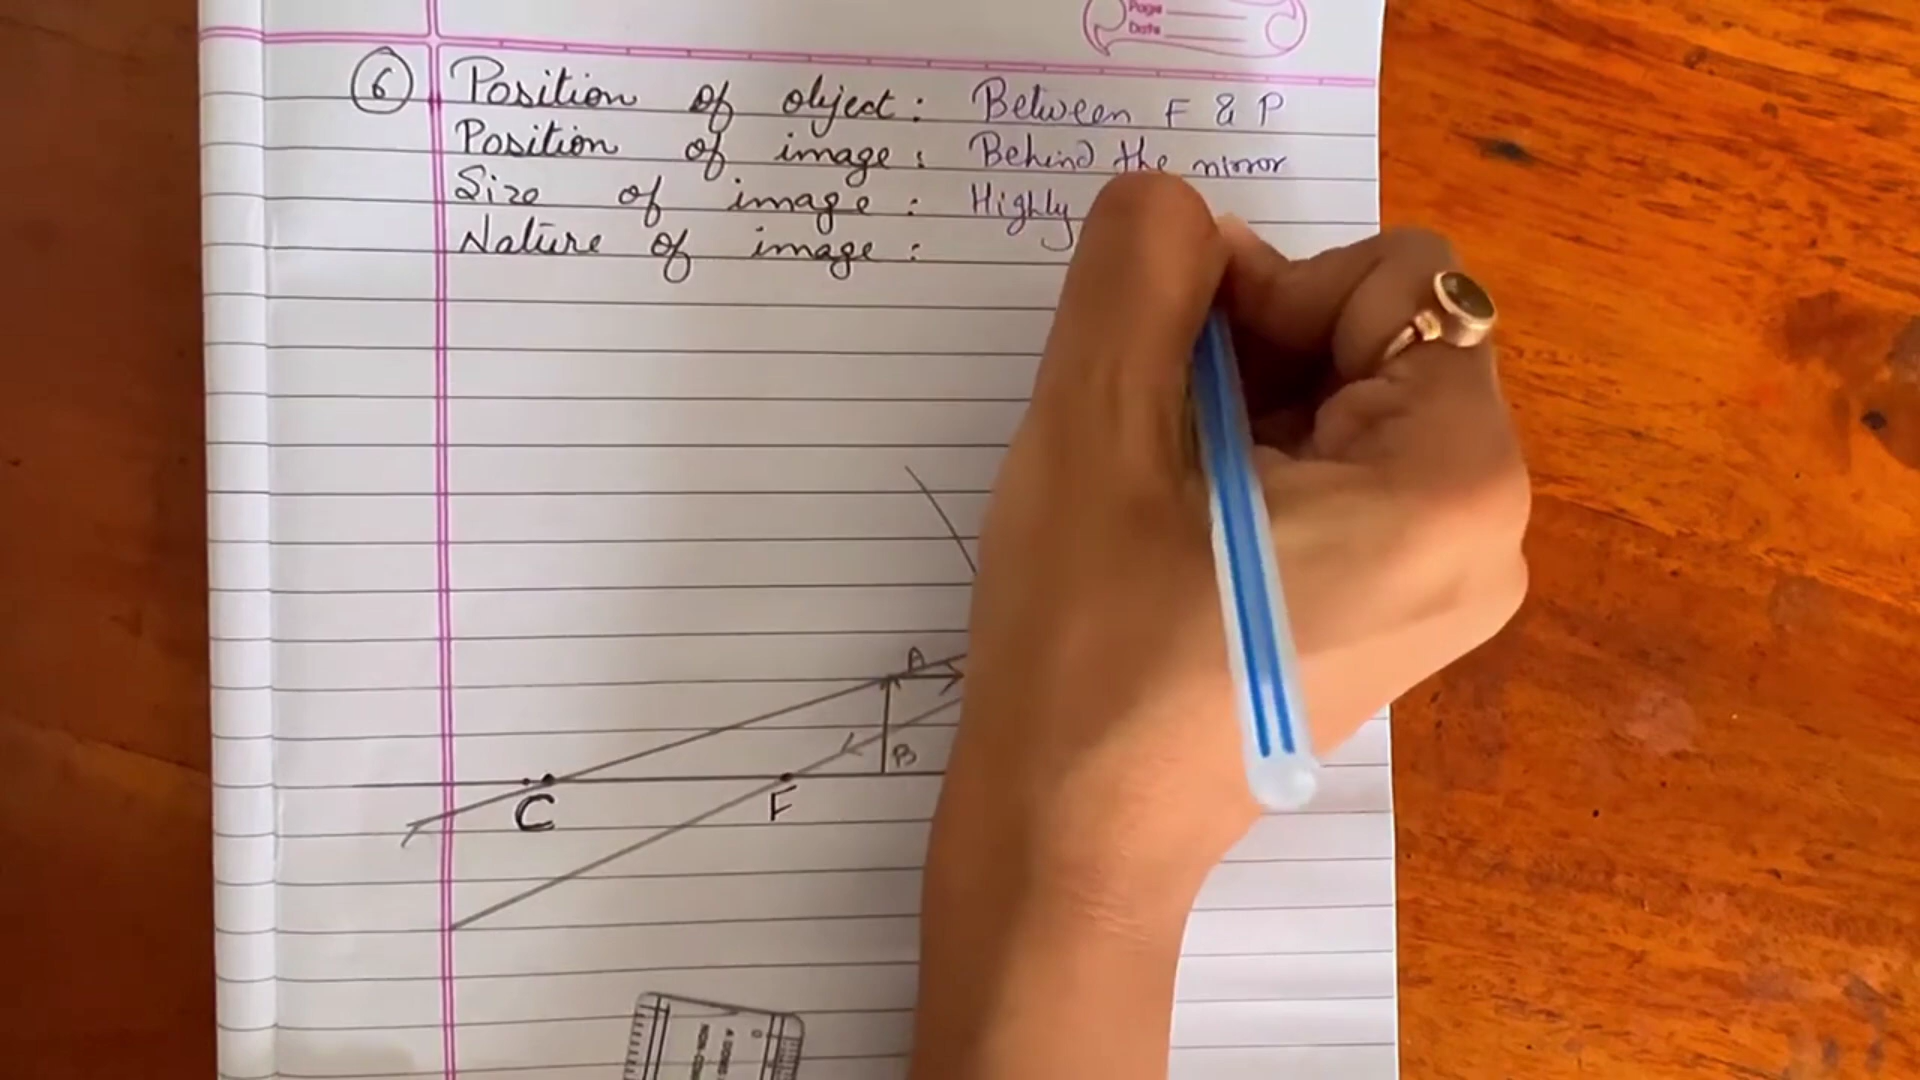 Page
Date
6 Position of object : Between F & P
Position of image : Behind the mirror
Size of image : Highly
Nature of image :
A
B
C F
0